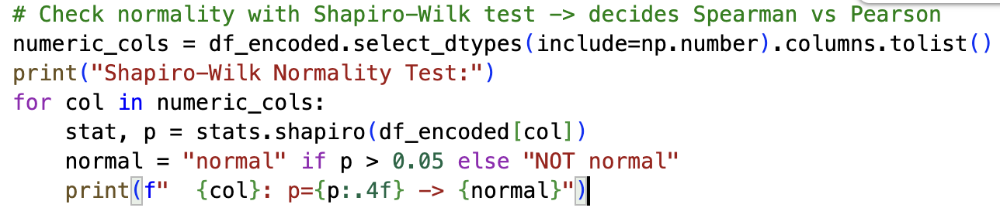 # Check normality with Shapiro-Wilk test -> decides Spearman vs Pearson
numeric_cols = df_encoded.select_dtypes(include=np.number).columns.tolist()
print("Shapiro-Wilk Normality Test:")
for col in numeric_cols:
    stat, p = stats.shapiro(df_encoded[col])
    normal = "normal" if p > 0.05 else "NOT normal"
    print(f"  {col}: p={p:.4f} -> {normal}")